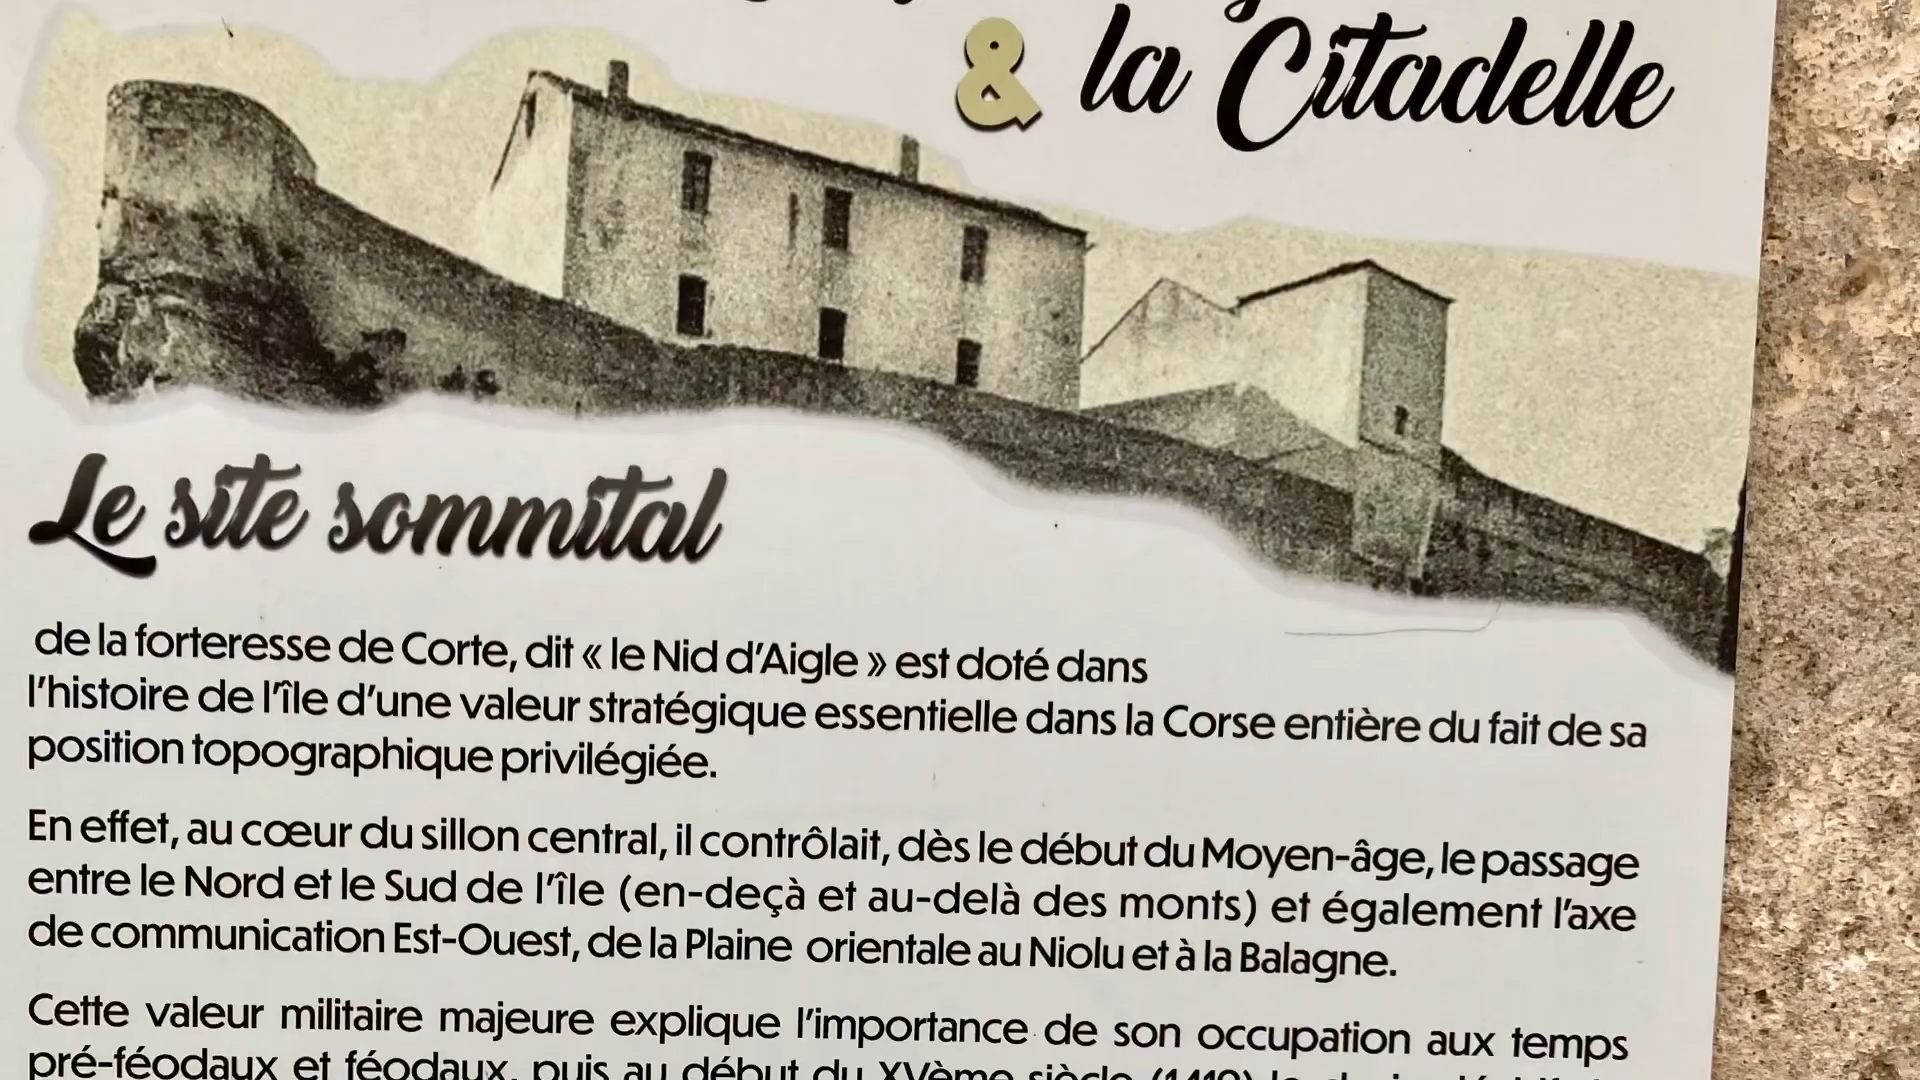 & la Citadelle
Le site sommital
de la forteresse de Corte, dit « le Nid d'Aigle » est doté dans
l'histoire de l'île d'une valeur stratégique essentielle dans la Corse entière du fait de sa
position topographique privilégiée.
En effet, au cœur du sillon central, il contrôlait, dès le début du Moyen-âge, le passage
entre le Nord et le Sud de l'île (en-deçà et au-delà des monts) et également l'axe
de communication Est-Ouest, de la Plaine orientale au Niolu et à la Balagne.
Cette valeur militaire majeure explique l'importance de son occupation aux temps
pré-féodaux et féodaux, puis au début du XVème siècle (1419)